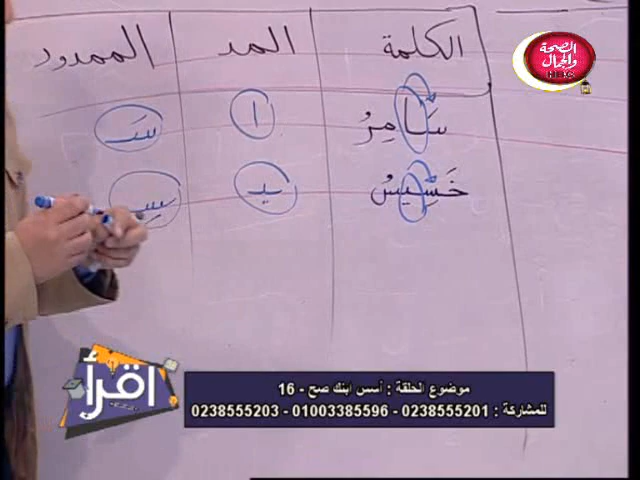 الصحة
والجمال
HBC
الكلمة المد الممدود
سَامِرُ ا سَـ
خَسِيسُ يـ سِـ
اقرأ
موضوع الحلقة : أسس ابنك صح - 16
للمشاركة : 0238555201 - 01003385596 - 0238555203